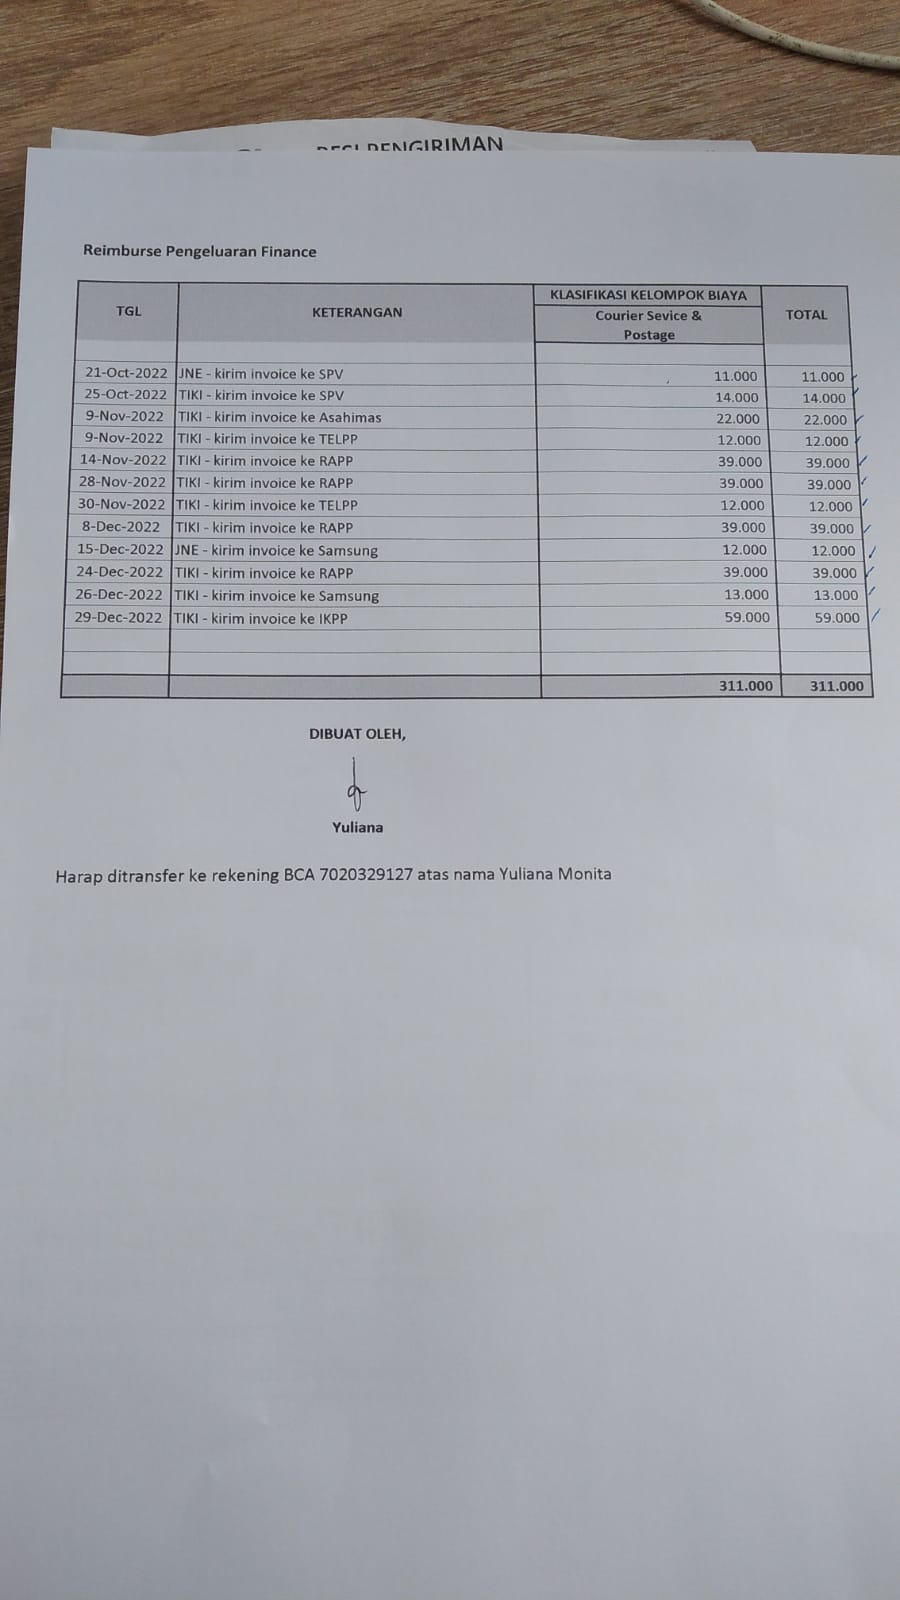 PENGIRIMAN
Reimburse Pengeluaran Finance
TGL KETERANGAN KLASIFIKASI KELOMPOK BIAYA TOTAL
Courier Sevice &
Postage
21-Oct-2022 JNE - kirim invoice ke SPV 11.000 11.000
25-Oct-2022 TIKI - kirim invoice ke SPV 14.000 14.000
9-Nov-2022 TIKI - kirim invoice ke Asahimas 22.000 22.000
9-Nov-2022 TIKI - kirim invoice ke TELPP 12.000 12.000
14-Nov-2022 TIKI - kirim invoice ke RAPP 39.000 39.000
28-Nov-2022 TIKI - kirim invoice ke RAPP 39.000 39.000
30-Nov-2022 TIKI - kirim invoice ke TELPP 12.000 12.000
8-Dec-2022 TIKI - kirim invoice ke RAPP 39.000 39.000
15-Dec-2022 JNE - kirim invoice ke Samsung 12.000 12.000
24-Dec-2022 TIKI - kirim invoice ke RAPP 39.000 39.000
26-Dec-2022 TIKI - kirim invoice ke Samsung 13.000 13.000
29-Dec-2022 TIKI - kirim invoice ke IKPP 59.000 59.000
311.000 311.000
DIBUAT OLEH,
Yuliana
Harap ditransfer ke rekening BCA 7020329127 atas nama Yuliana Monita